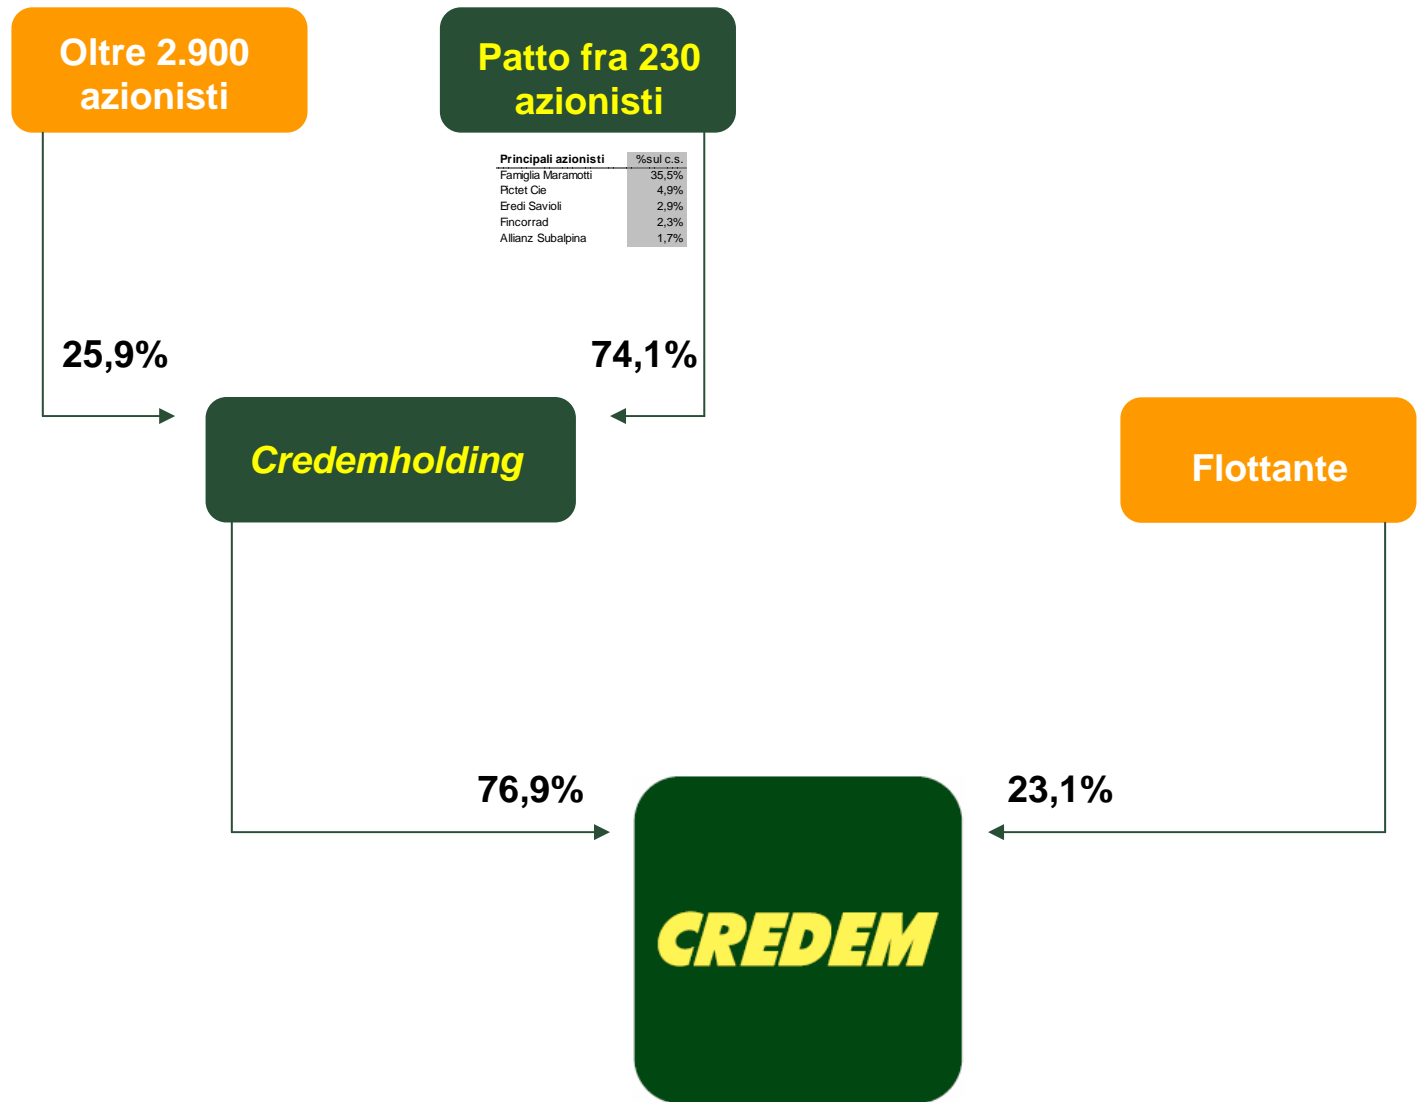 Oltre 2.900
azionisti
Patto fra 230
azionisti
Principali azionisti %sul c.s.
Famiglia Maramotti 35,5%
Pictet Cie 4,9%
Eredi Savioli 2,9%
Fincorrad 2,3%
Allianz Subalpina 1,7%
25,9%
74,1%
Credemholding
Flottante
76,9%
23,1%
CREDEM